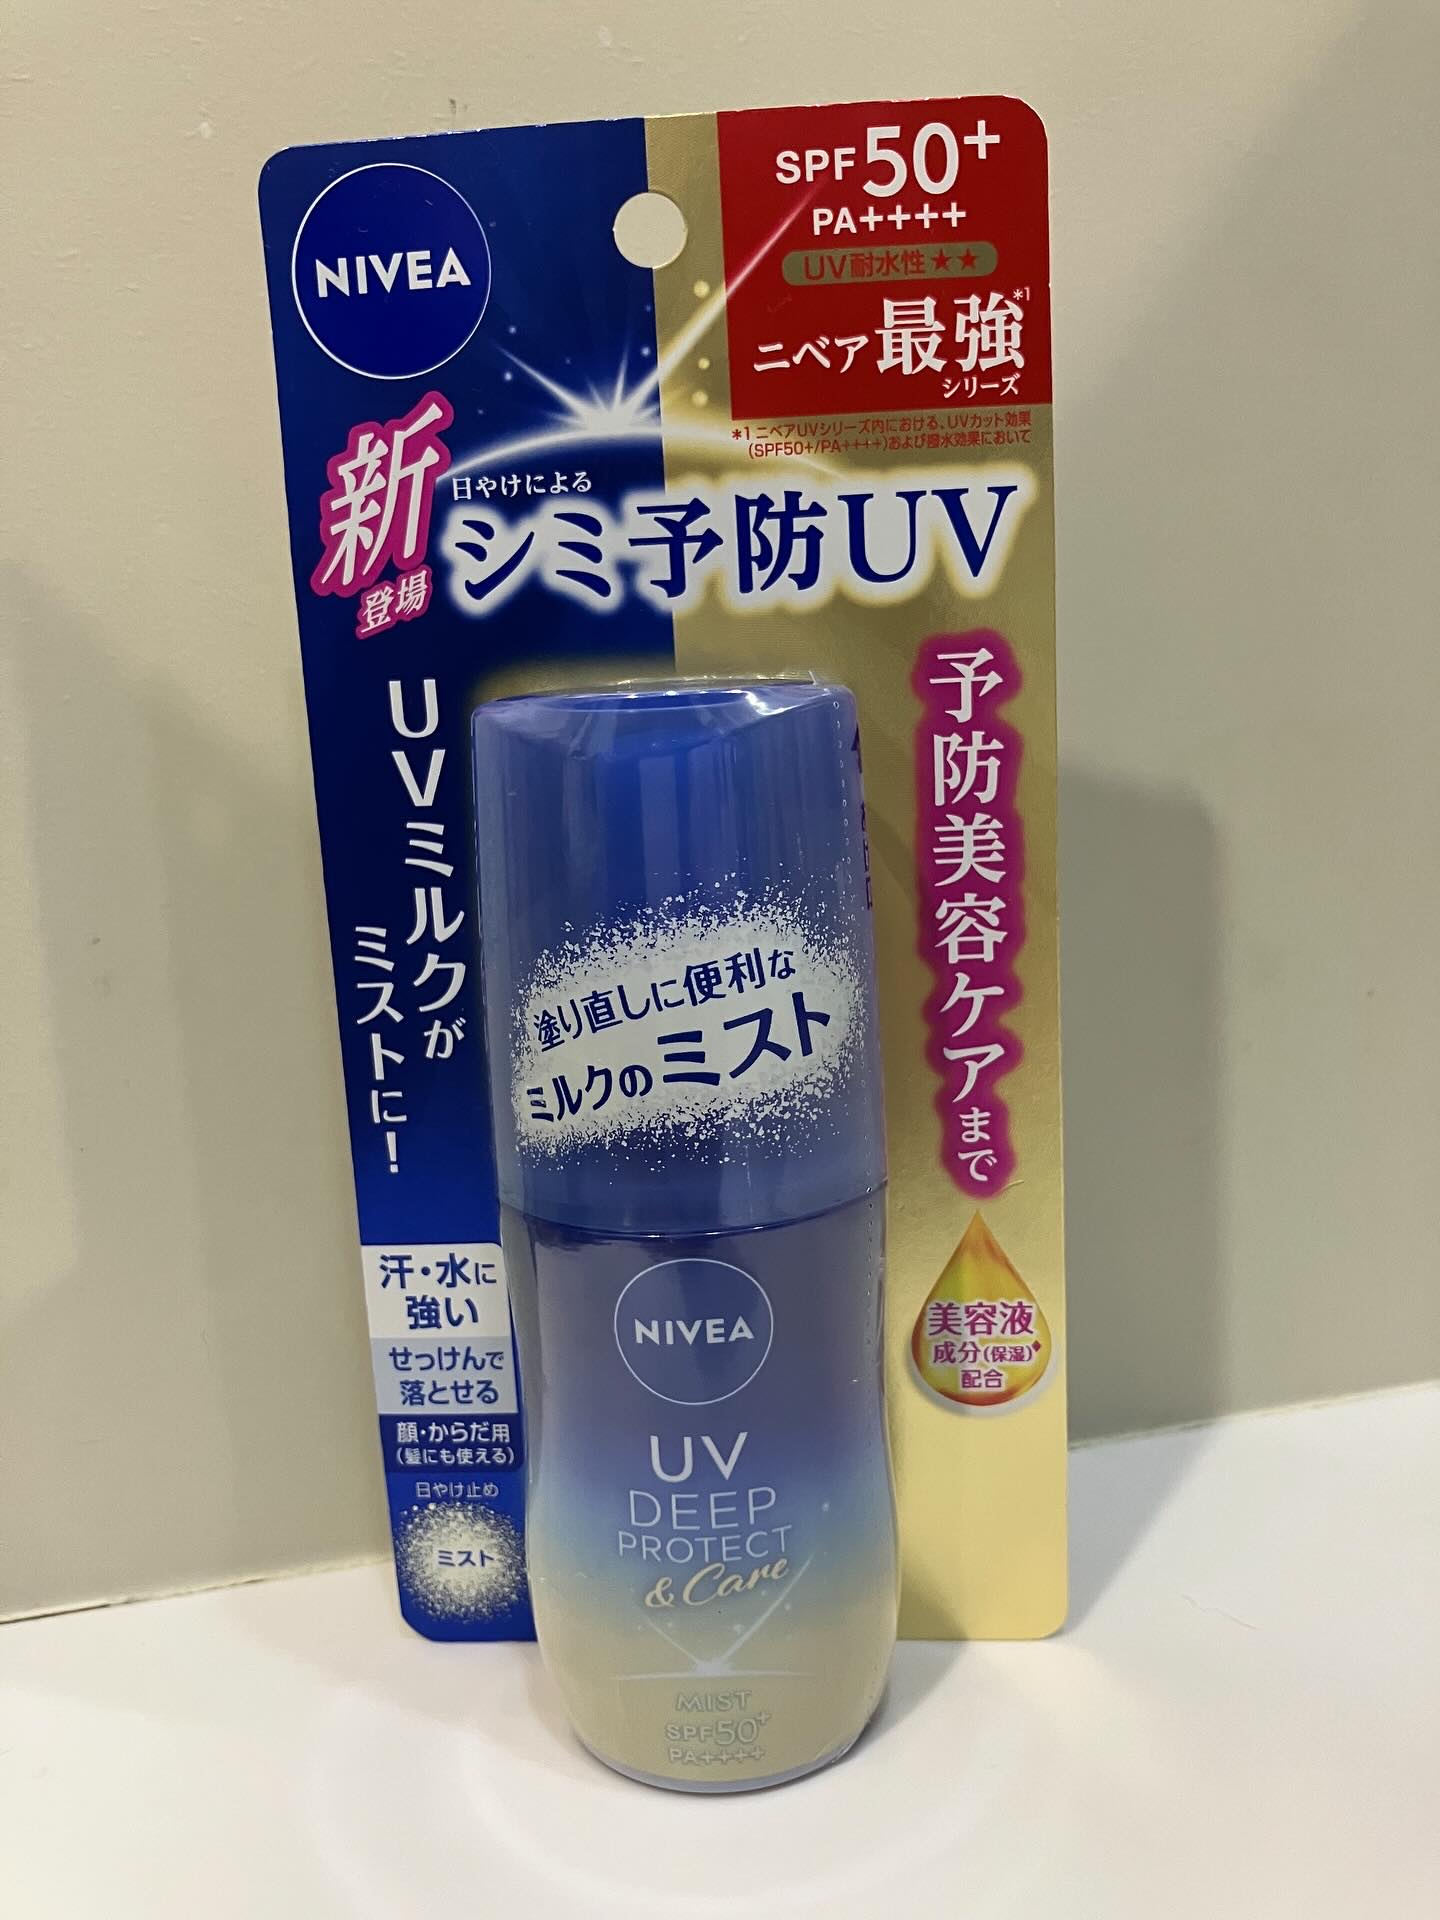 NIVEA
SPF50+
PA++++
UV耐水性★★
ニベア最強*1
シリーズ
*1 ニベアUVシリーズ内における、UVカット効果
(SPF50+/PA++++)および撥水効果において
新
登場
日やけによる
シミ予防UV
UVミルクが
ミストに!
予防美容ケアまで
塗り直しに便利な
ミルクのミスト
汗・水に
強い
せっけんで
落とせる
顔・からだ用
(髪にも使える)
日やけ止め
ミスト
美容液
成分(保湿)◆
配合
NIVEA
UV
DEEP
PROTECT
& Care
MIST
SPF50+
PA++++